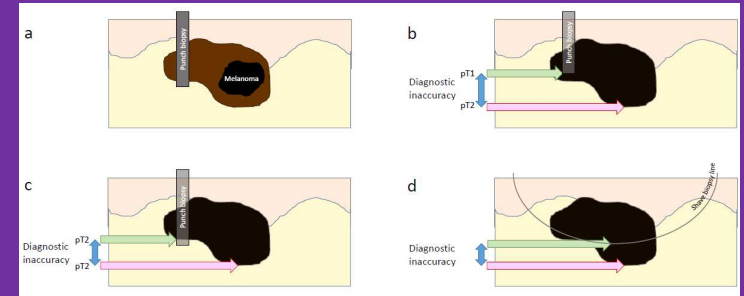 a
Punch biopsy
Melanoma
b
Punch biopsy
Diagnostic
inaccuracy
pT1
pT2
c
Punch biopsy
Diagnostic
inaccuracy
pT2
pT2
d
Shave biopsy line
Diagnostic
inaccuracy